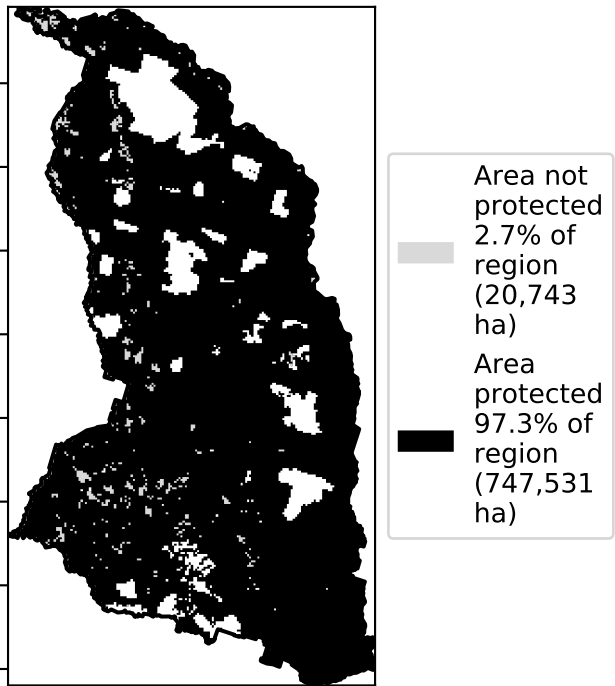 Area not
protected
2.7% of
region
(20,743
ha)
Area
protected
97.3% of
region
(747,531
ha)